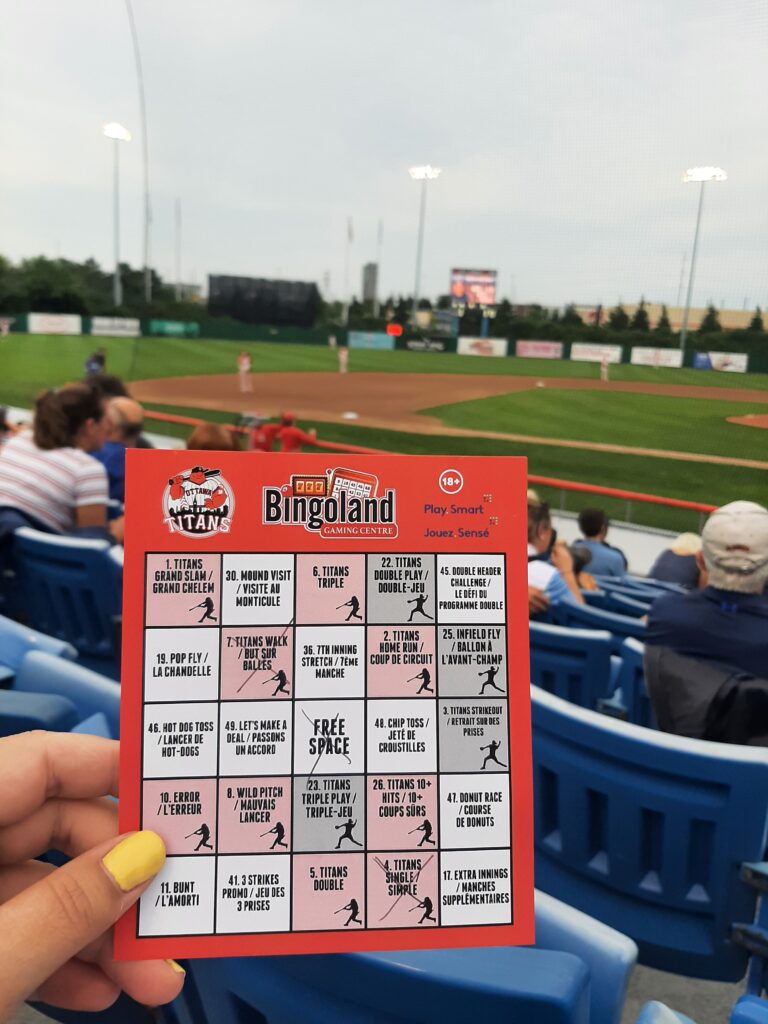 OTTAWA
TITANS
777
Bingoland
GAMING CENTRE
18+
Play Smart
Jouez Sensé
1. TITANS
GRAND SLAM /
GRAND CHELEM
30. MOUND VISIT
/ VISITE AU
MONTICULE
6. TITANS
TRIPLE
22. TITANS
DOUBLE PLAY /
DOUBLE-JEU
45. DOUBLE HEADER
CHALLENGE /
LE DÉFI DU
PROGRAMME DOUBLE
19. POP FLY /
LA CHANDELLE
7. TITANS WALK
/ BUT SUR
BALLES
36. 7TH INNING
STRETCH / 7ÈME
MANCHE
2. TITANS
HOME RUN /
COUP DE CIRCUIT
25. INFIELD FLY
/ BALLON À
L'AVANT-CHAMP
46. HOT DOG TOSS
/ LANCER DE
HOT-DOGS
49. LET'S MAKE A
DEAL / PASSONS
UN ACCORD
FREE
SPACE
48. CHIP TOSS /
JETÉ DE
CROUSTILLES
3. TITANS STRIKEOUT
/ RETRAIT SUR DES
PRISES
10. ERROR
/ L'ERREUR
8. WILD PITCH
/ MAUVAIS
LANCER
23. TITANS
TRIPLE PLAY /
TRIPLE-JEU
26. TITANS 10+
HITS / 10+
COUPS SÛRS
47. DONUT RACE
/ COURSE
DE DONUTS
11. BUNT
/ L'AMORTI
41. 3 STRIKES
PROMO / JEU DES
3 PRISES
5. TITANS
DOUBLE
4. TITANS
SINGLE /
SIMPLE
17. EXTRA INNINGS
/ MANCHES
SUPPLÉMENTAIRES